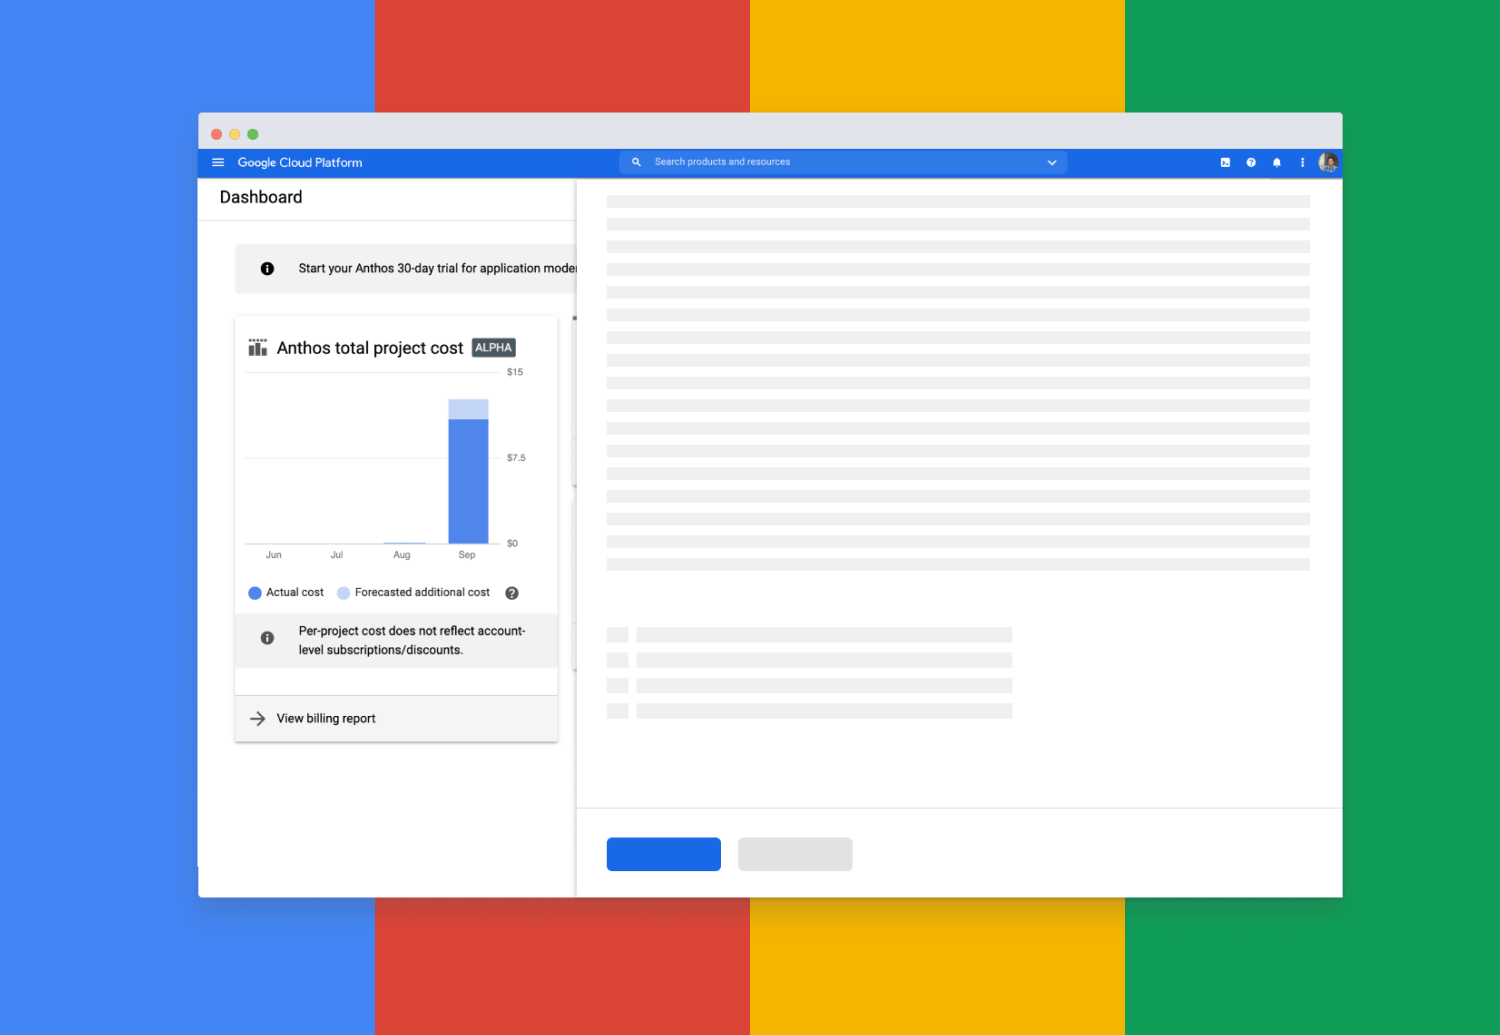 Google Cloud Platform
Search products and resources
Dashboard
Start your Anthos 30-day trial for application moder
Anthos total project cost ALPHA
$15
$7.5
$0
Jun Jul Aug Sep
Actual cost Forecasted additional cost
Per-project cost does not reflect account-
level subscriptions/discounts.
View billing report